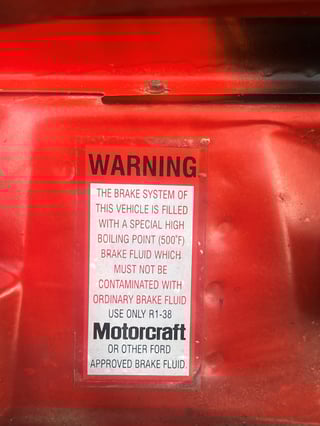 WARNING
THE BRAKE SYSTEM OF
THIS VEHICLE IS FILLED
WITH A SPECIAL HIGH
BOILING POINT (500°F)
BRAKE FLUID WHICH
MUST NOT BE
CONTAMINATED WITH
ORDINARY BRAKE FLUID
USE ONLY R1-38
Motorcraft
OR OTHER FORD
APPROVED BRAKE FLUID